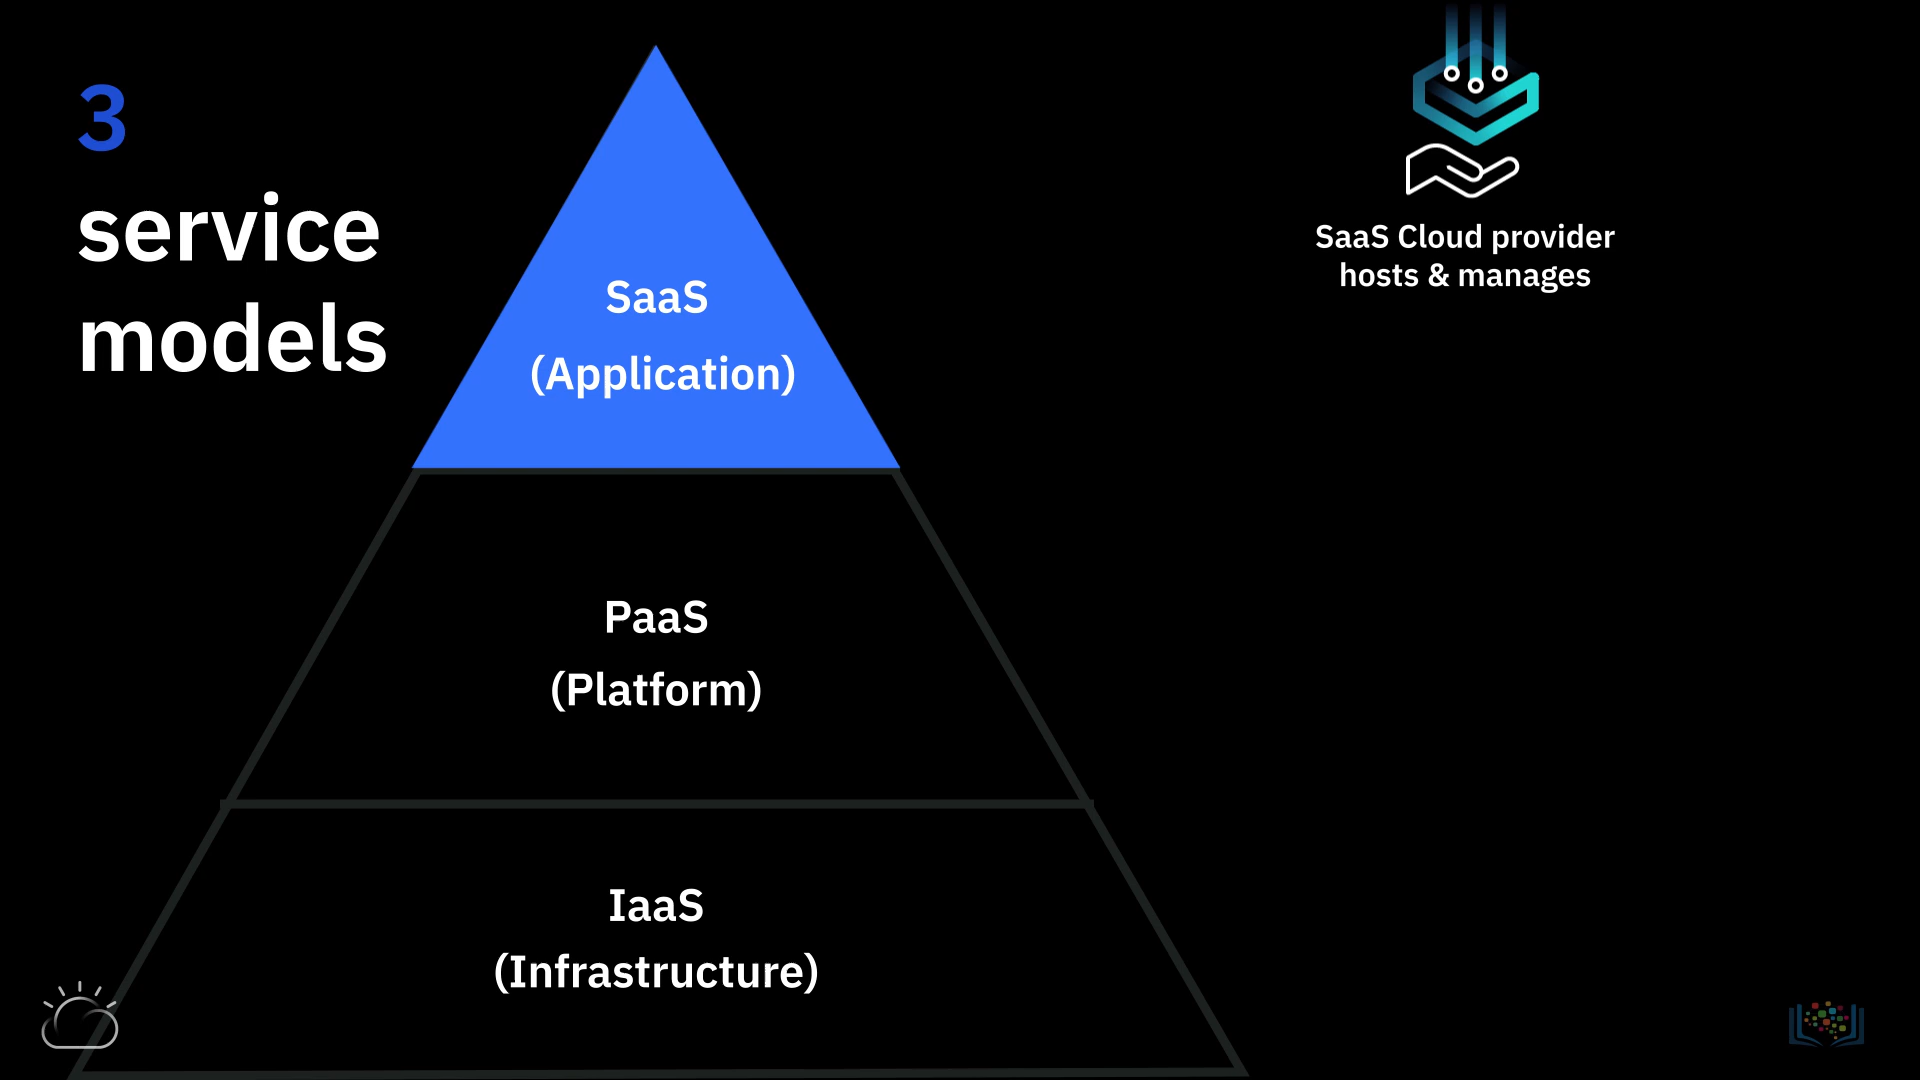 3
service
models
SaaS
(Application)
PaaS
(Platform)
IaaS
(Infrastructure)
SaaS Cloud provider
hosts & manages